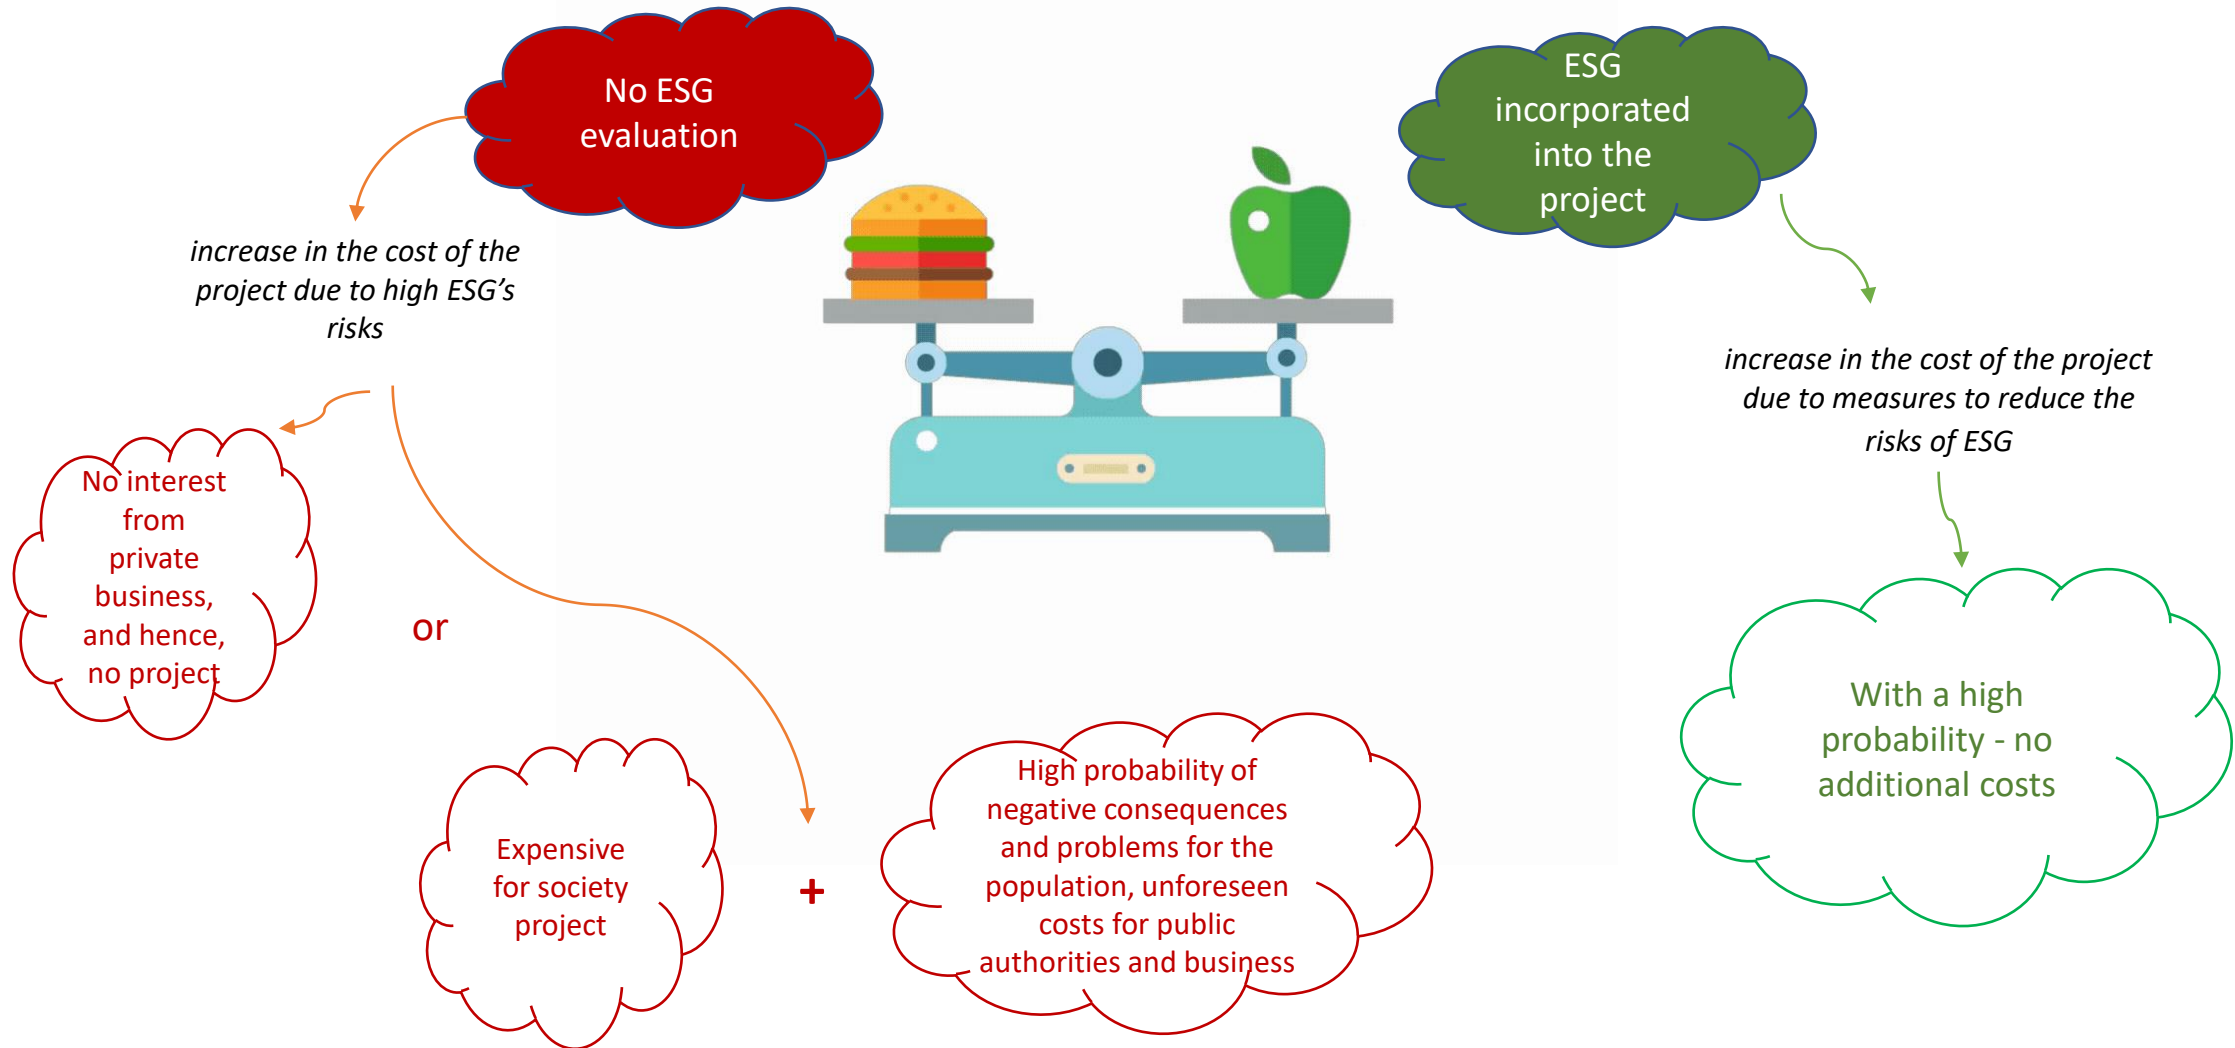 No ESG
evaluation
increase in the cost of the
project due to high ESG’s
risks
No interest
from
private
business,
and hence,
no project
or
Expensive
for society
project
+
High probability of
negative consequences
and problems for the
population, unforeseen
costs for public
authorities and business
ESG
incorporated
into the
project
increase in the cost of the project
due to measures to reduce the
risks of ESG
With a high
probability - no
additional costs